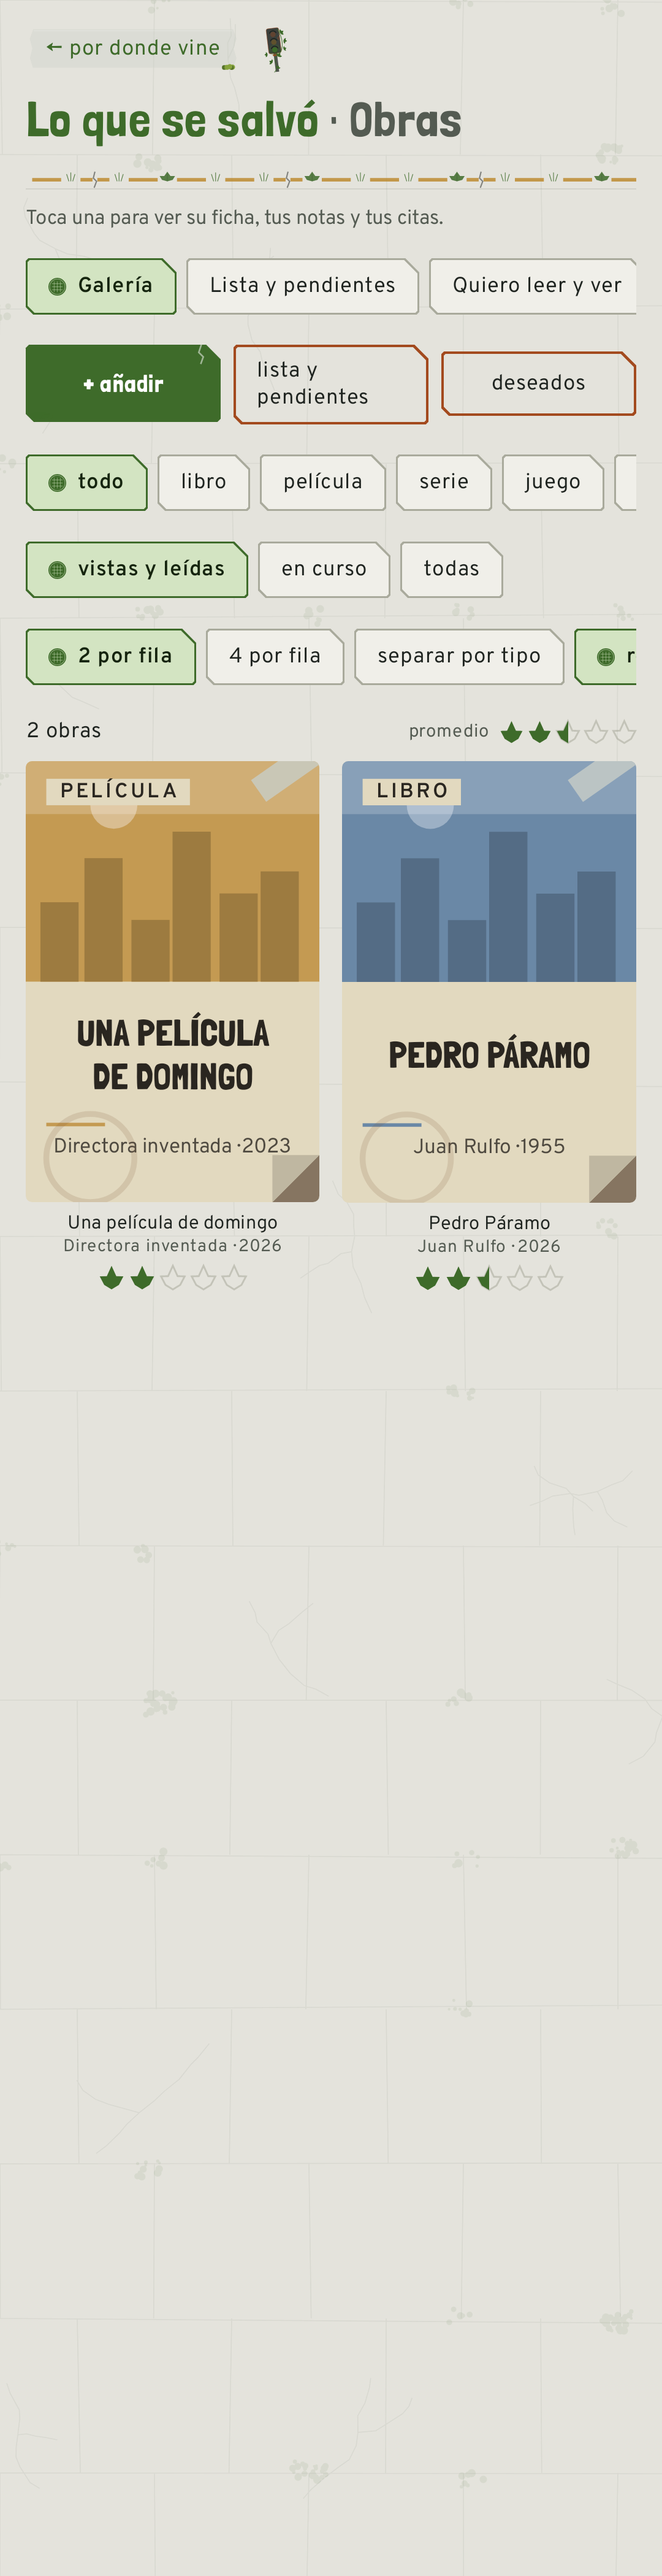 ← por donde vine
Lo que se salvó · Obras
Toca una para ver su ficha, tus notas y tus citas.
Galería
Lista y pendientes
Quiero leer y ver
+ añadir
lista y
pendientes
deseados
todo
libro
película
serie
juego
vistas y leídas
en curso
todas
2 por fila
4 por fila
separar por tipo
2 obras
promedio
PELÍCULA
UNA PELÍCULA
DE DOMINGO
Directora inventada ·2023
Una película de domingo
Directora inventada ·2026
LIBRO
PEDRO PÁRAMO
Juan Rulfo ·1955
Pedro Páramo
Juan Rulfo ·2026